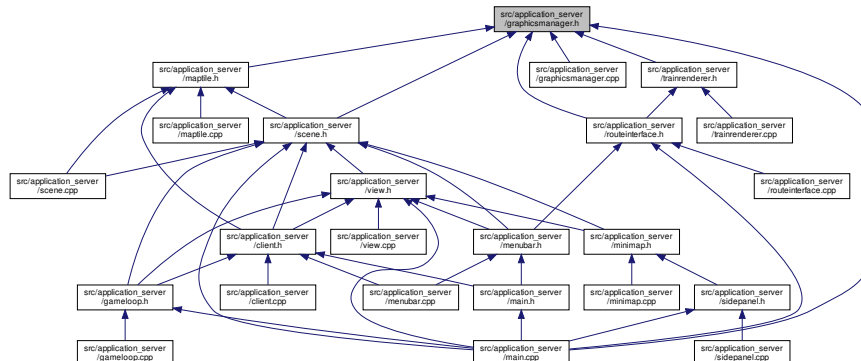 src/application_server
/graphicsmanager.h
src/application_server
/maptile.h
src/application_server
/graphicsmanager.cpp
src/application_server
/trainrenderer.h
src/application_server
/maptile.cpp
src/application_server
/scene.h
src/application_server
/routeinterface.h
src/application_server
/trainrenderer.cpp
src/application_server
/scene.cpp
src/application_server
/view.h
src/application_server
/routeinterface.cpp
src/application_server
/client.h
src/application_server
/view.cpp
src/application_server
/menubar.h
src/application_server
/minimap.h
src/application_server
/gameloop.h
src/application_server
/client.cpp
src/application_server
/menubar.cpp
src/application_server
/main.h
src/application_server
/minimap.cpp
src/application_server
/sidepanel.h
src/application_server
/gameloop.cpp
src/application_server
/main.cpp
src/application_server
/sidepanel.cpp